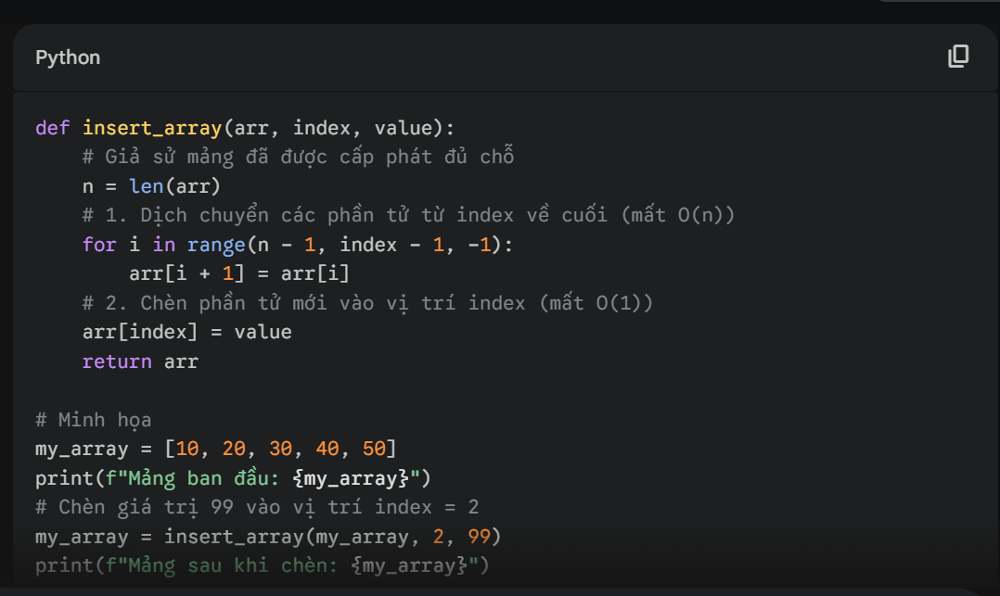 Python
def insert_array(arr, index, value):
    # Giả sử mảng đã được cấp phát đủ chỗ
    n = len(arr)
    # 1. Dịch chuyển các phần tử từ index về cuối (mất O(n))
    for i in range(n - 1, index - 1, -1):
        arr[i + 1] = arr[i]
    # 2. Chèn phần tử mới vào vị trí index (mất O(1))
    arr[index] = value
    return arr

# Minh họa
my_array = [10, 20, 30, 40, 50]
print(f"Mảng ban đầu: {my_array}")
# Chèn giá trị 99 vào vị trí index = 2
my_array = insert_array(my_array, 2, 99)
print(f"Mảng sau khi chèn: {my_array}")